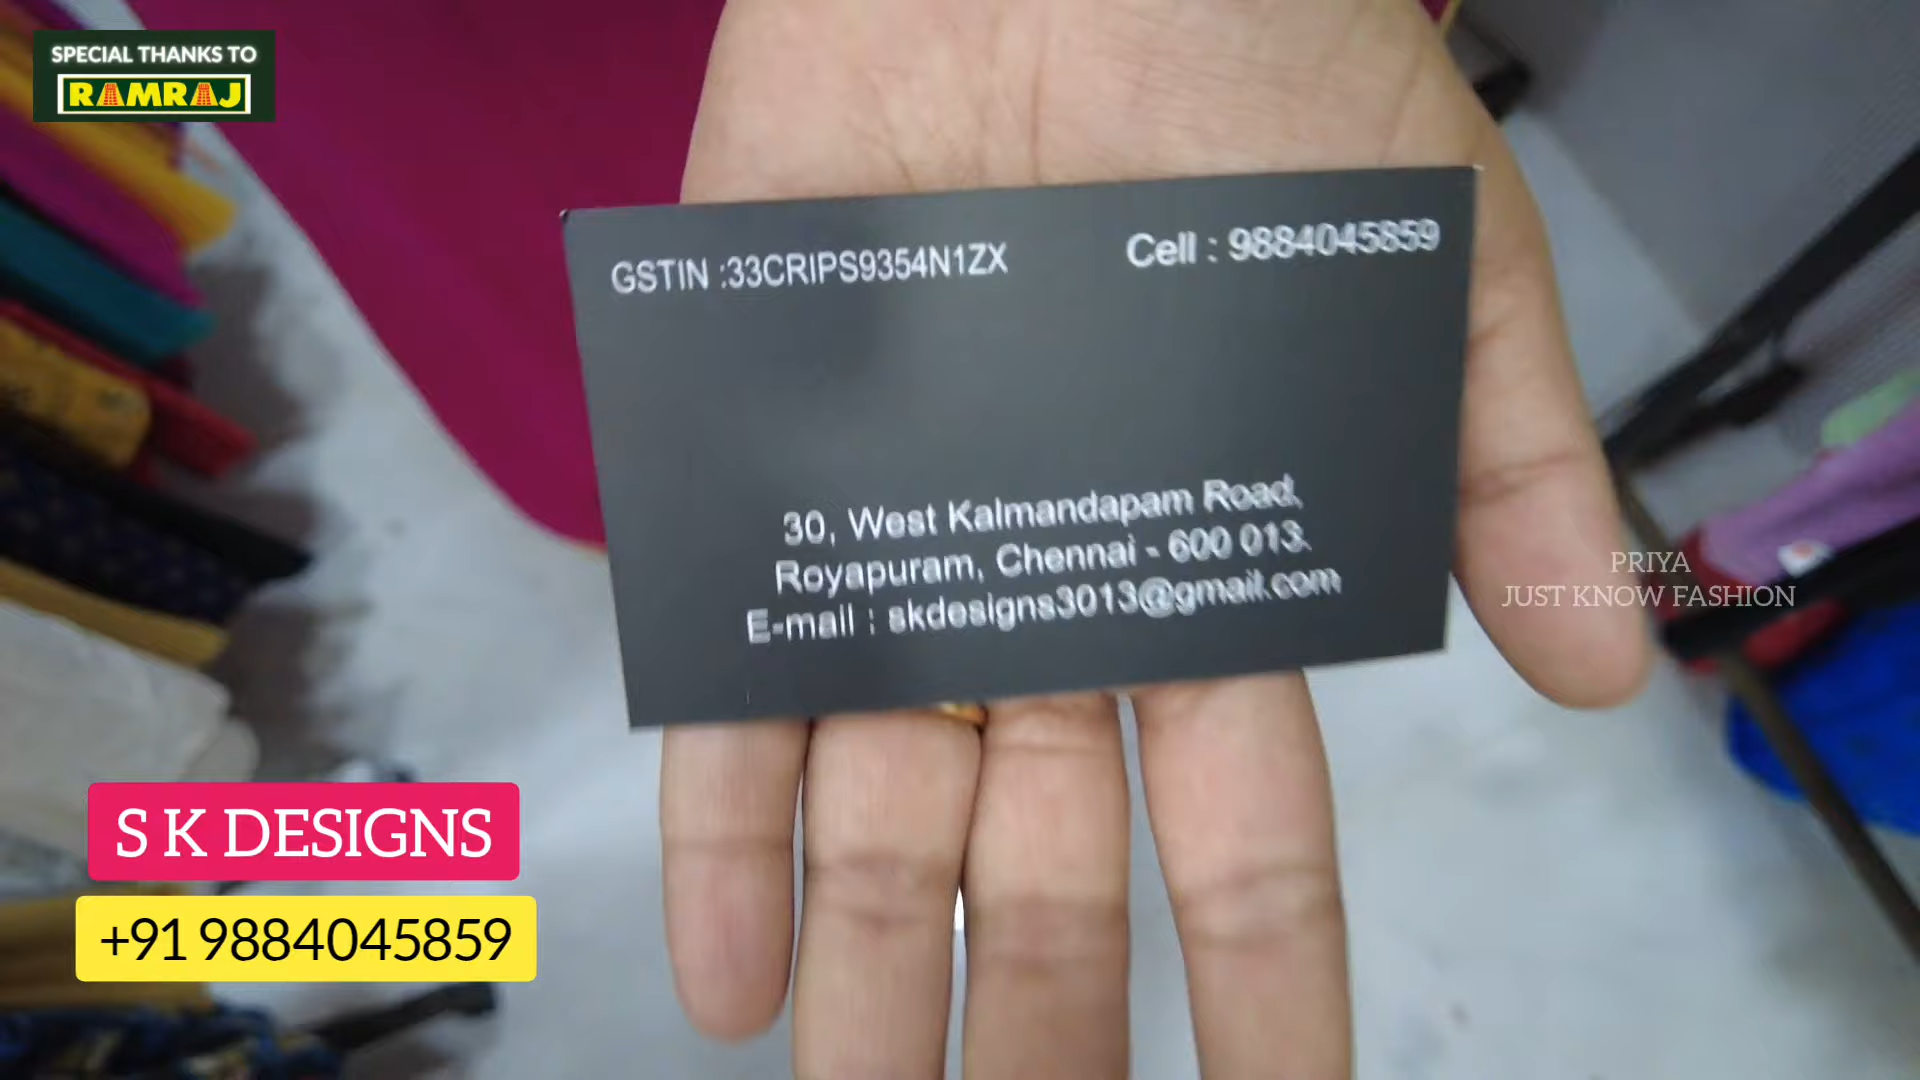 SPECIAL THANKS TO
RAMRAJ
GSTIN :33CRIPS9354N1ZX
Cell : 9884045859
30, West Kalmandapam Road,
Royapuram, Chennai - 600 013.
E-mail : skdesigns3013@gmail.com
PRIYA
JUST KNOW FASHION
S K DESIGNS
+91 9884045859